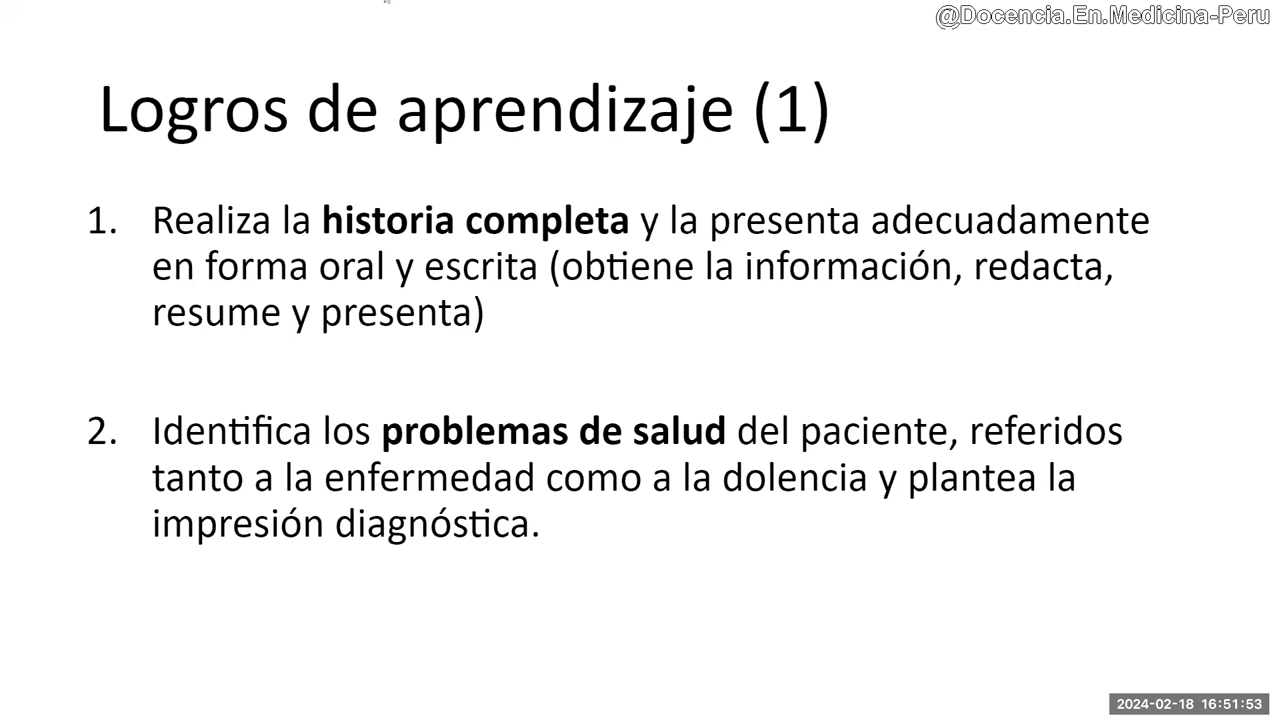 @Docencia.En.Medicina-Peru
Logros de aprendizaje (1)
1. Realiza la historia completa y la presenta adecuadamente
en forma oral y escrita (obtiene la información, redacta,
resume y presenta)
2. Identifica los problemas de salud del paciente, referidos
tanto a la enfermedad como a la dolencia y plantea la
impresión diagnóstica.
2024-02-18 16:51:53